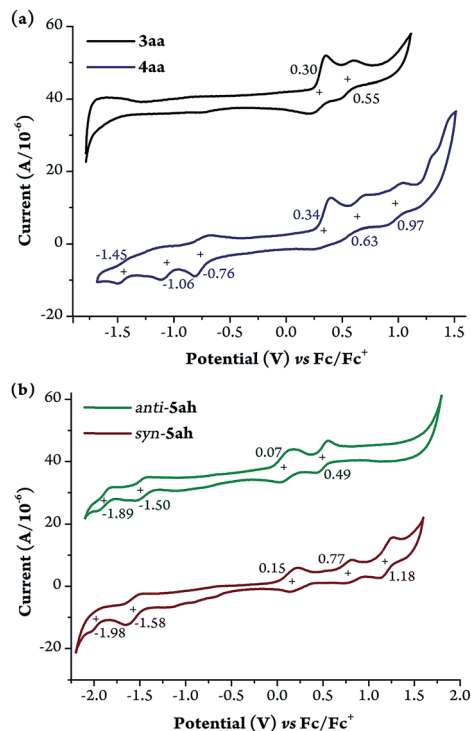 (a)
60
3aa
4aa
0.30
40
0.55
20
0.34
0
-1.45
-1.06
-0.76
0.63
0.97
-20
-1.5 -1.0 -0.5 0.0 0.5 1.0 1.5
Current (A/10⁻⁶)
Potential (V) vs Fc/Fc⁺
(b)
60
anti-5ah
syn-5ah
0.07
40
-1.89
-1.50
0.49
20
0.15
0.77
0
-1.98
-1.58
1.18
-20
-2.0 -1.5 -1.0 -0.5 0.0 0.5 1.0 1.5
Current (A/10⁻⁶)
Potential (V) vs Fc/Fc⁺